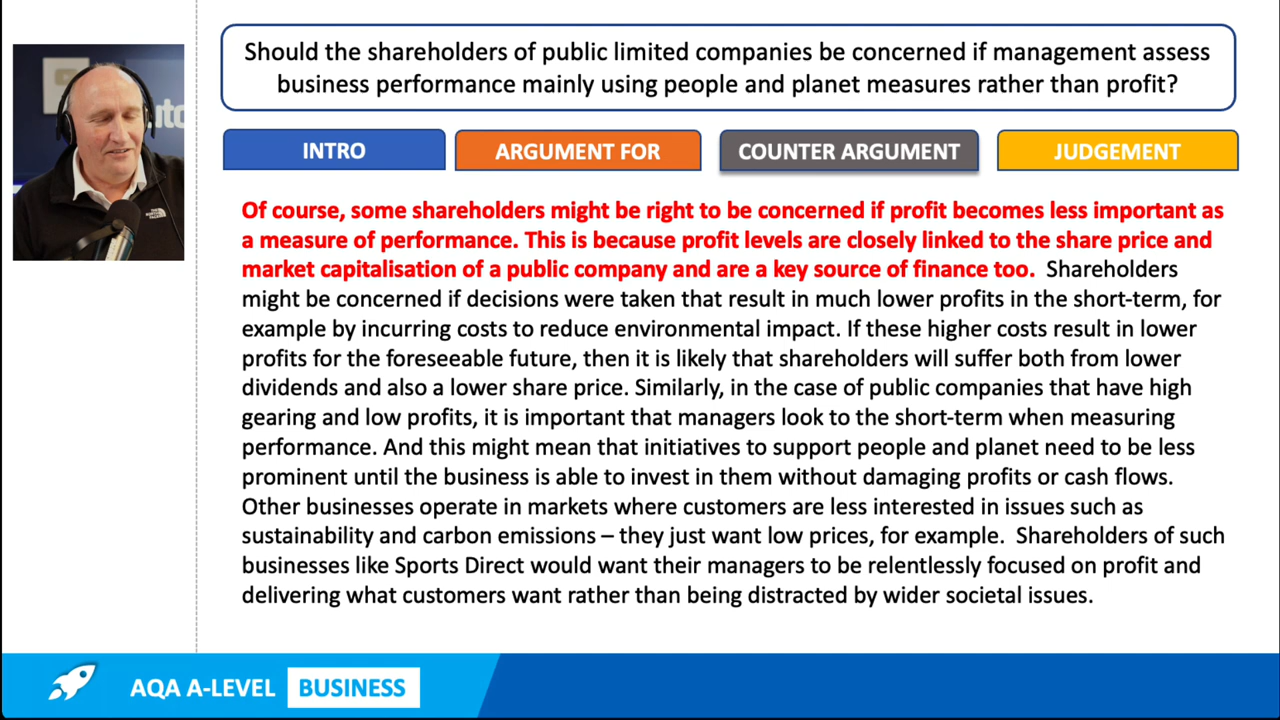 Should the shareholders of public limited companies be concerned if management assess
business performance mainly using people and planet measures rather than profit?
INTRO
ARGUMENT FOR
COUNTER ARGUMENT
JUDGEMENT
Of course, some shareholders might be right to be concerned if profit becomes less important as
a measure of performance. This is because profit levels are closely linked to the share price and
market capitalisation of a public company and are a key source of finance too. Shareholders
might be concerned if decisions were taken that result in much lower profits in the short-term, for
example by incurring costs to reduce environmental impact. If these higher costs result in lower
profits for the foreseeable future, then it is likely that shareholders will suffer both from lower
dividends and also a lower share price. Similarly, in the case of public companies that have high
gearing and low profits, it is important that managers look to the short-term when measuring
performance. And this might mean that initiatives to support people and planet need to be less
prominent until the business is able to invest in them without damaging profits or cash flows.
Other businesses operate in markets where customers are less interested in issues such as
sustainability and carbon emissions – they just want low prices, for example. Shareholders of such
businesses like Sports Direct would want their managers to be relentlessly focused on profit and
delivering what customers want rather than being distracted by wider societal issues.
AQA A-LEVEL BUSINESS